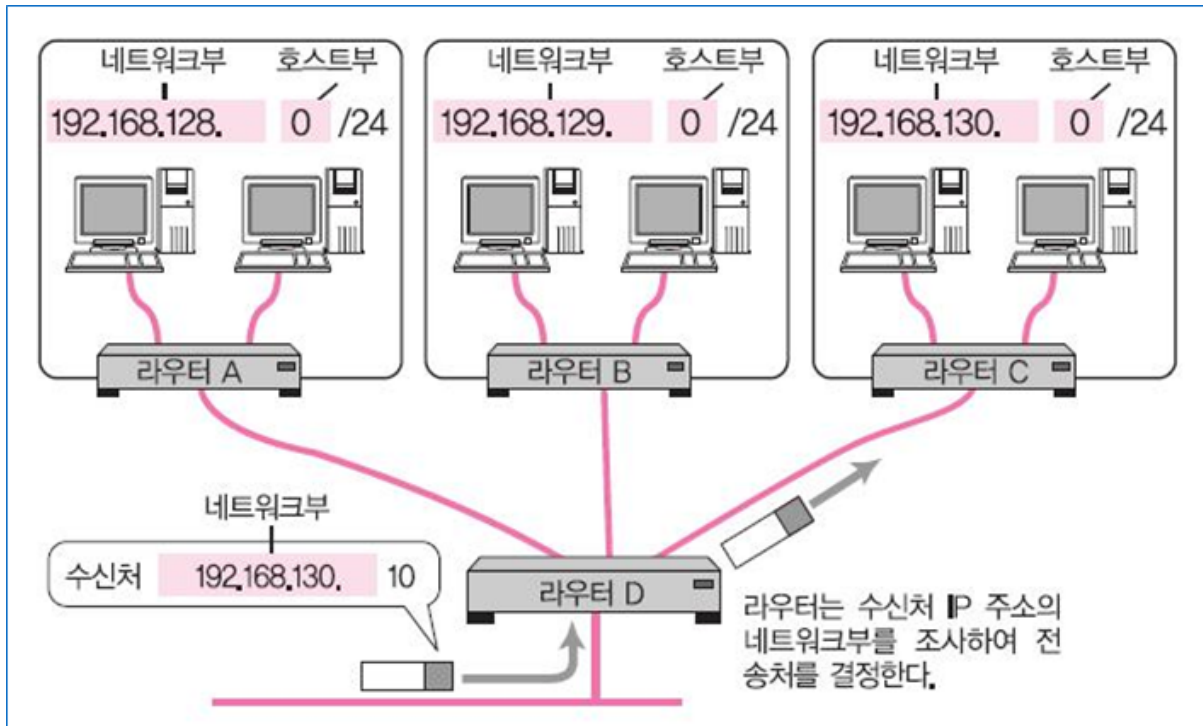 네트워크부 호스트부
192.168.128. 0 /24
라우터 A
네트워크부 호스트부
192.168.129. 0 /24
라우터 B
네트워크부 호스트부
192.168.130. 0 /24
라우터 C
네트워크부
수신처 192.168.130. 10
라우터 D
라우터는 수신처 IP 주소의
네트워크부를 조사하여 전
송처를 결정한다.